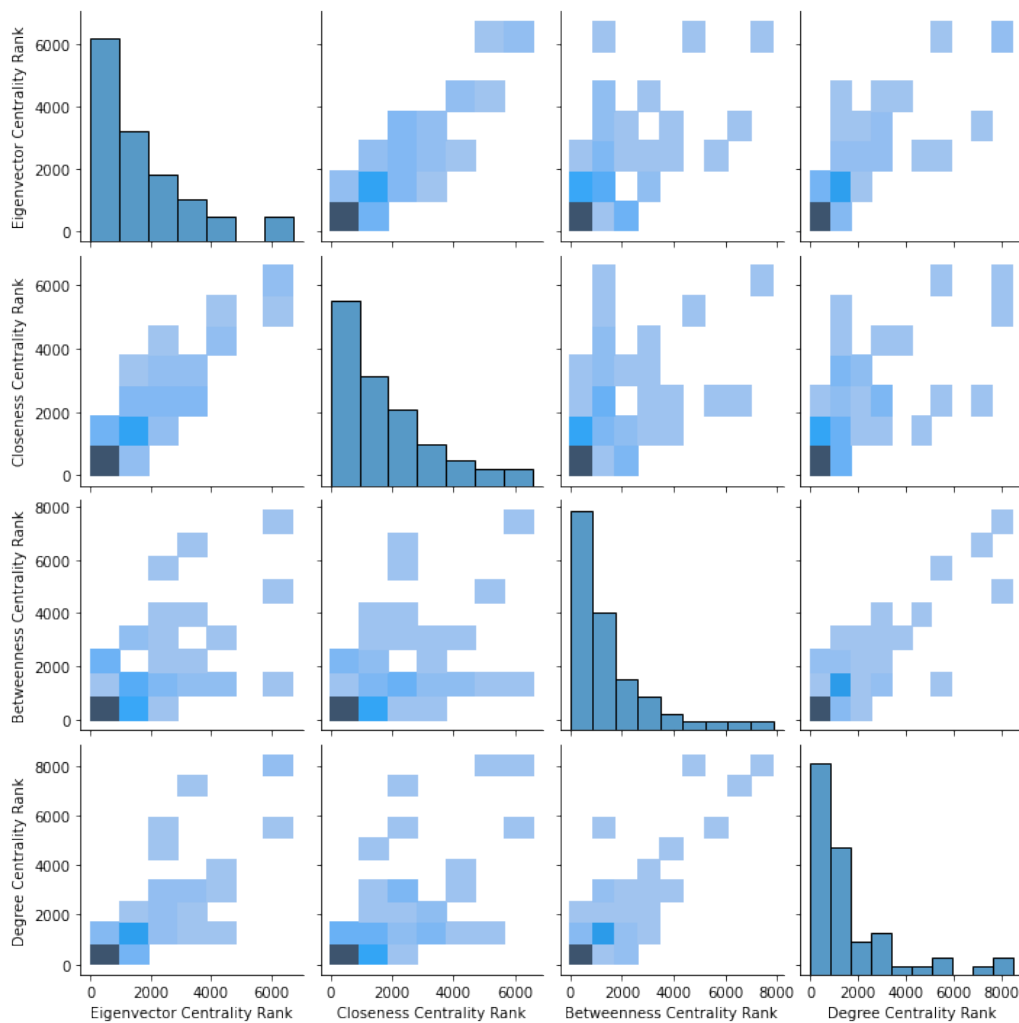 Eigenvector Centrality Rank
6000
4000
2000
0
Closeness Centrality Rank
6000
4000
2000
0
Betweenness Centrality Rank
8000
6000
4000
2000
0
Degree Centrality Rank
8000
6000
4000
2000
0
0 2000 4000 6000
0 2000 4000 6000
0 2000 4000 6000 8000
0 2000 4000 6000 8000
Eigenvector Centrality Rank
Closeness Centrality Rank
Betweenness Centrality Rank
Degree Centrality Rank